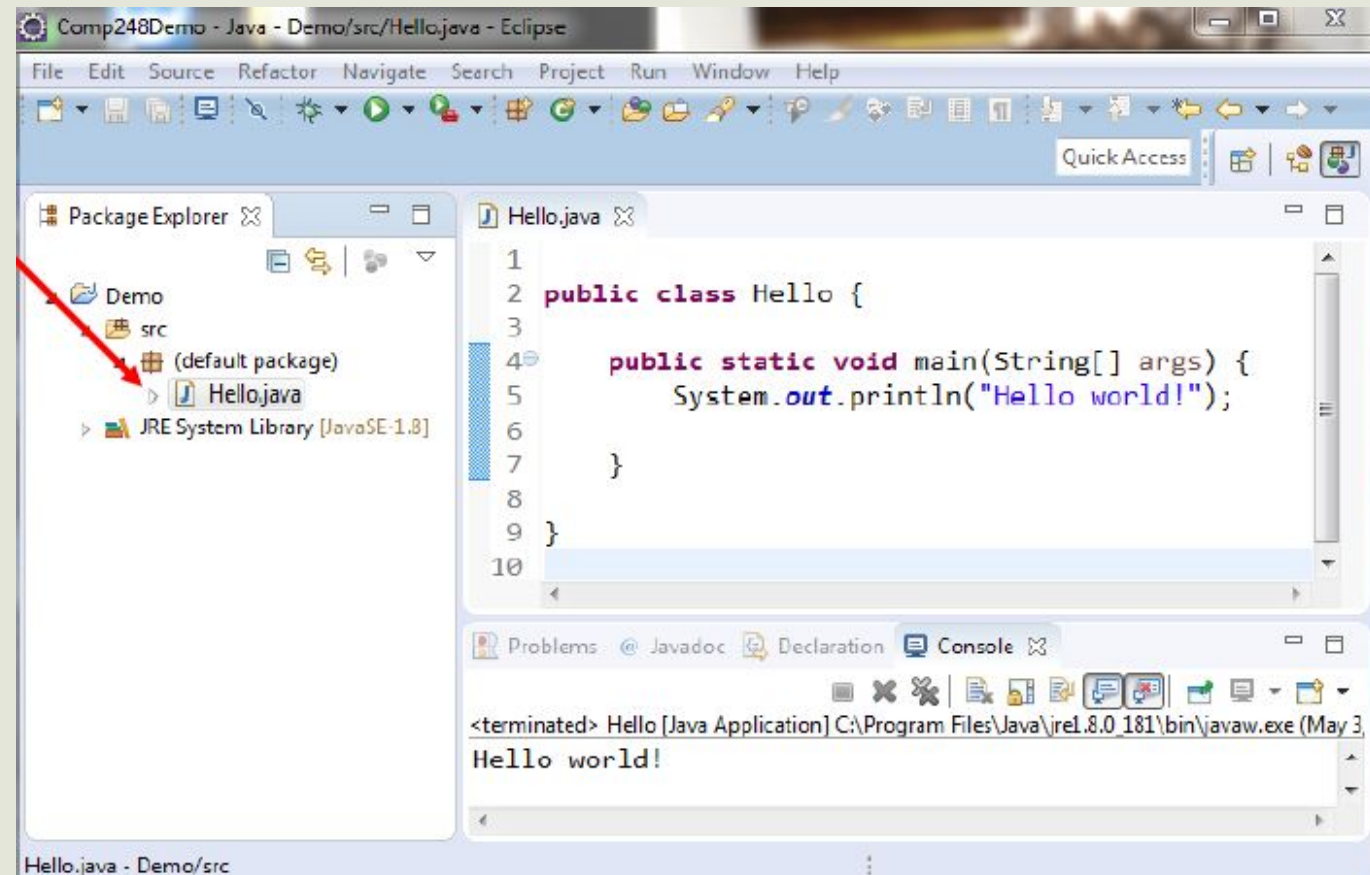 Comp248Demo - Java - Demo/src/Hello.java - Eclipse
File Edit Source Refactor Navigate Search Project Run Window Help
Quick Access
Package Explorer
Demo
src
(default package)
Hello.java
JRE System Library [JavaSE-1.8]
Hello.java
1
2 public class Hello {
3
4 public static void main(String[] args) {
5 System.out.println("Hello world!");
6
7 }
8
9 }
10
Problems @ Javadoc Declaration Console
<terminated> Hello [Java Application] C:\Program Files\Java\jre1.8.0_181\bin\javaw.exe (May 3,
Hello world!
Hello.java - Demo/src